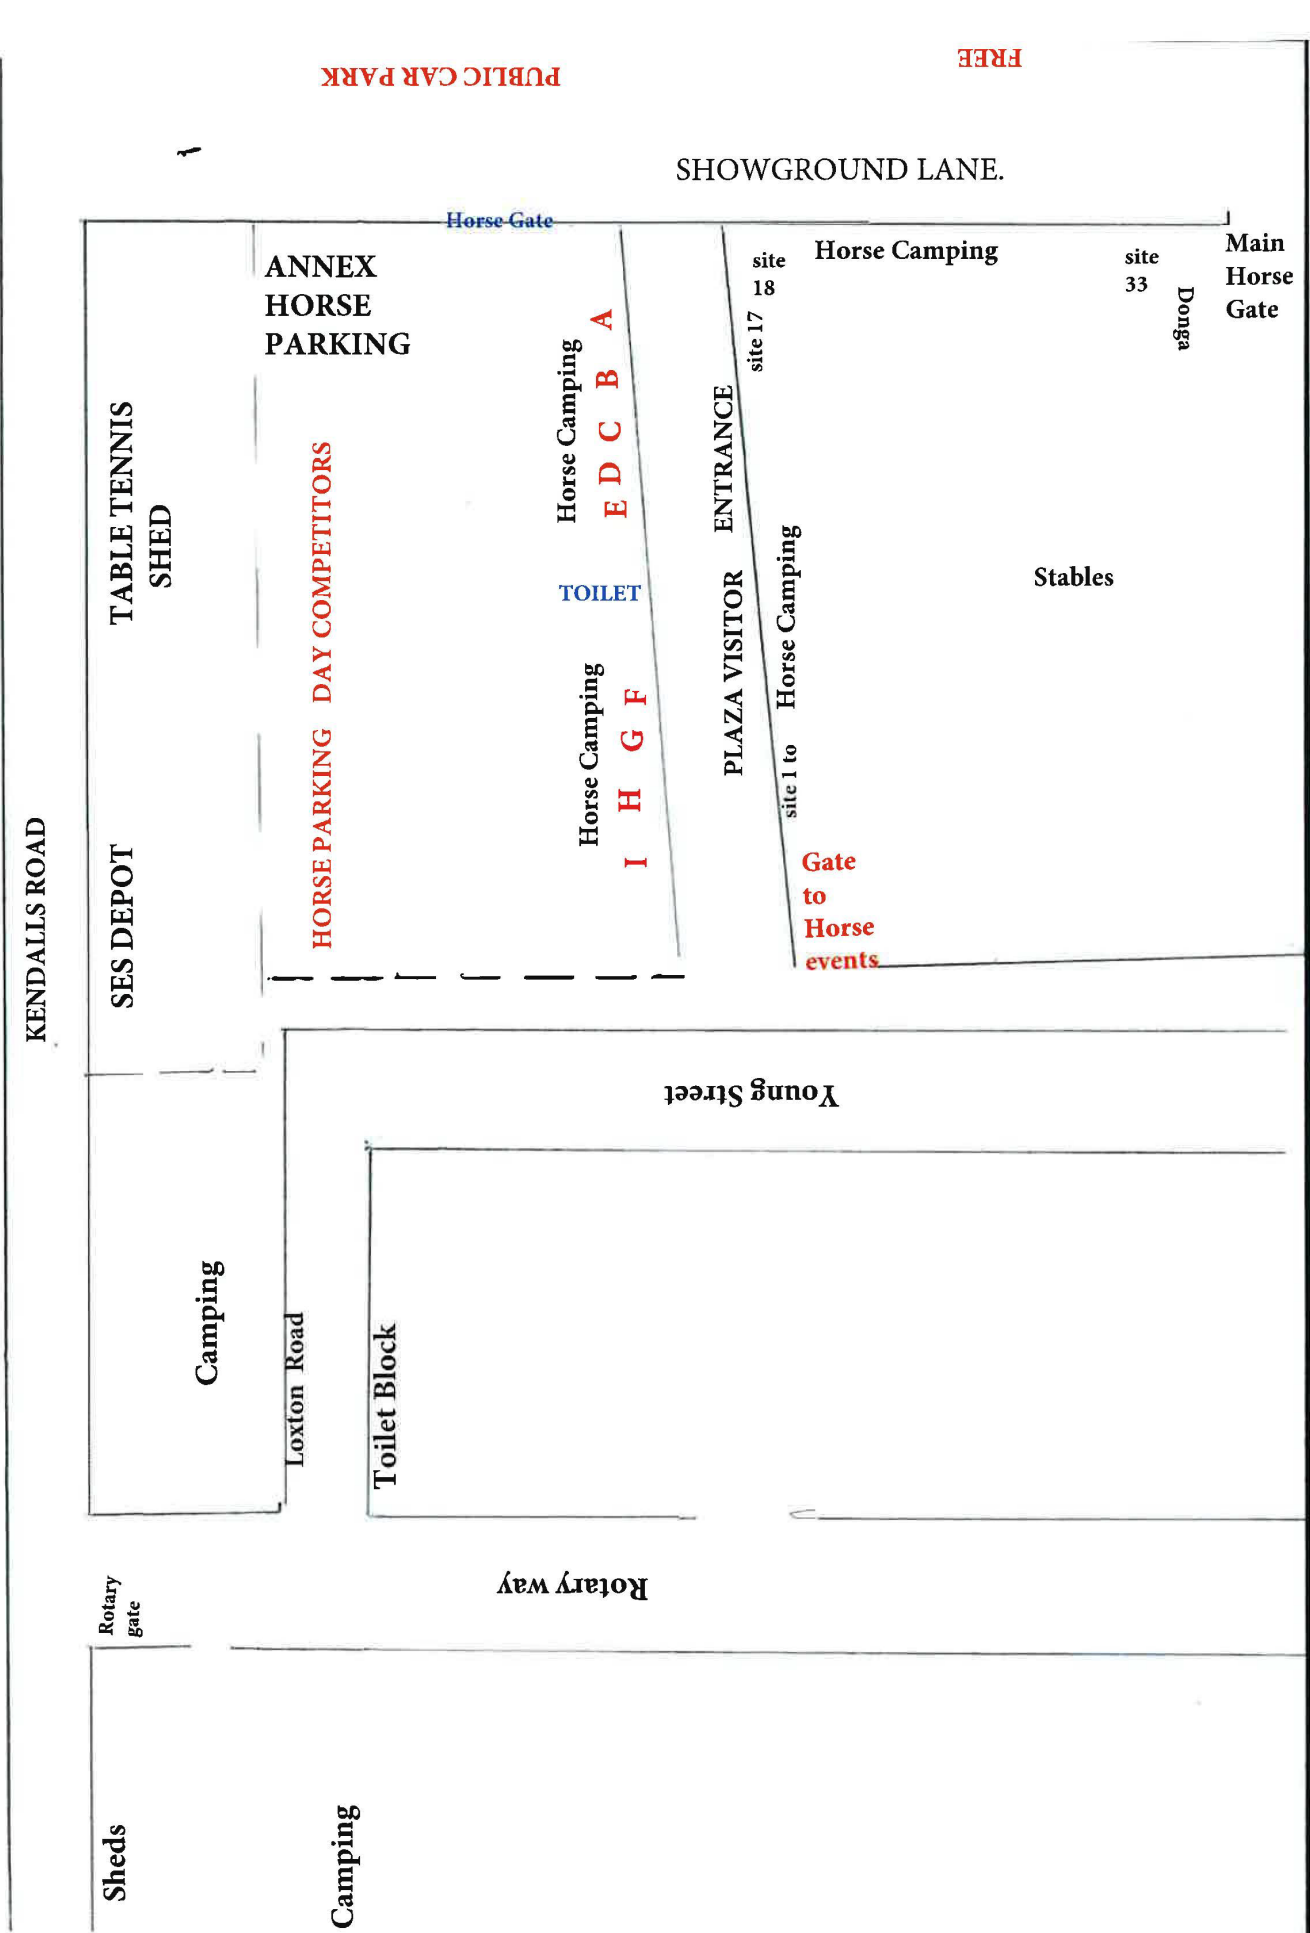 PUBLIC CAR PARK
FREE
SHOWGROUND LANE.
Horse Gate
ANNEX
HORSE
PARKING
site
18
Horse Camping
site
33
Main
Horse
Gate
Donga
site 17
A
B
C
D
E
Horse Camping
TABLE TENNIS
SHED
HORSE PARKING DAY COMPETITORS
TOILET
PLAZA VISITOR ENTRANCE
site 1 to Horse Camping
Stables
Horse Camping
F
G
H
I
KENDALLS ROAD
SES DEPOT
Gate
to
Horse
events
Young Street
Camping
Loxton Road
Toilet Block
Rotary way
Rotary
gate
Sheds
Camping